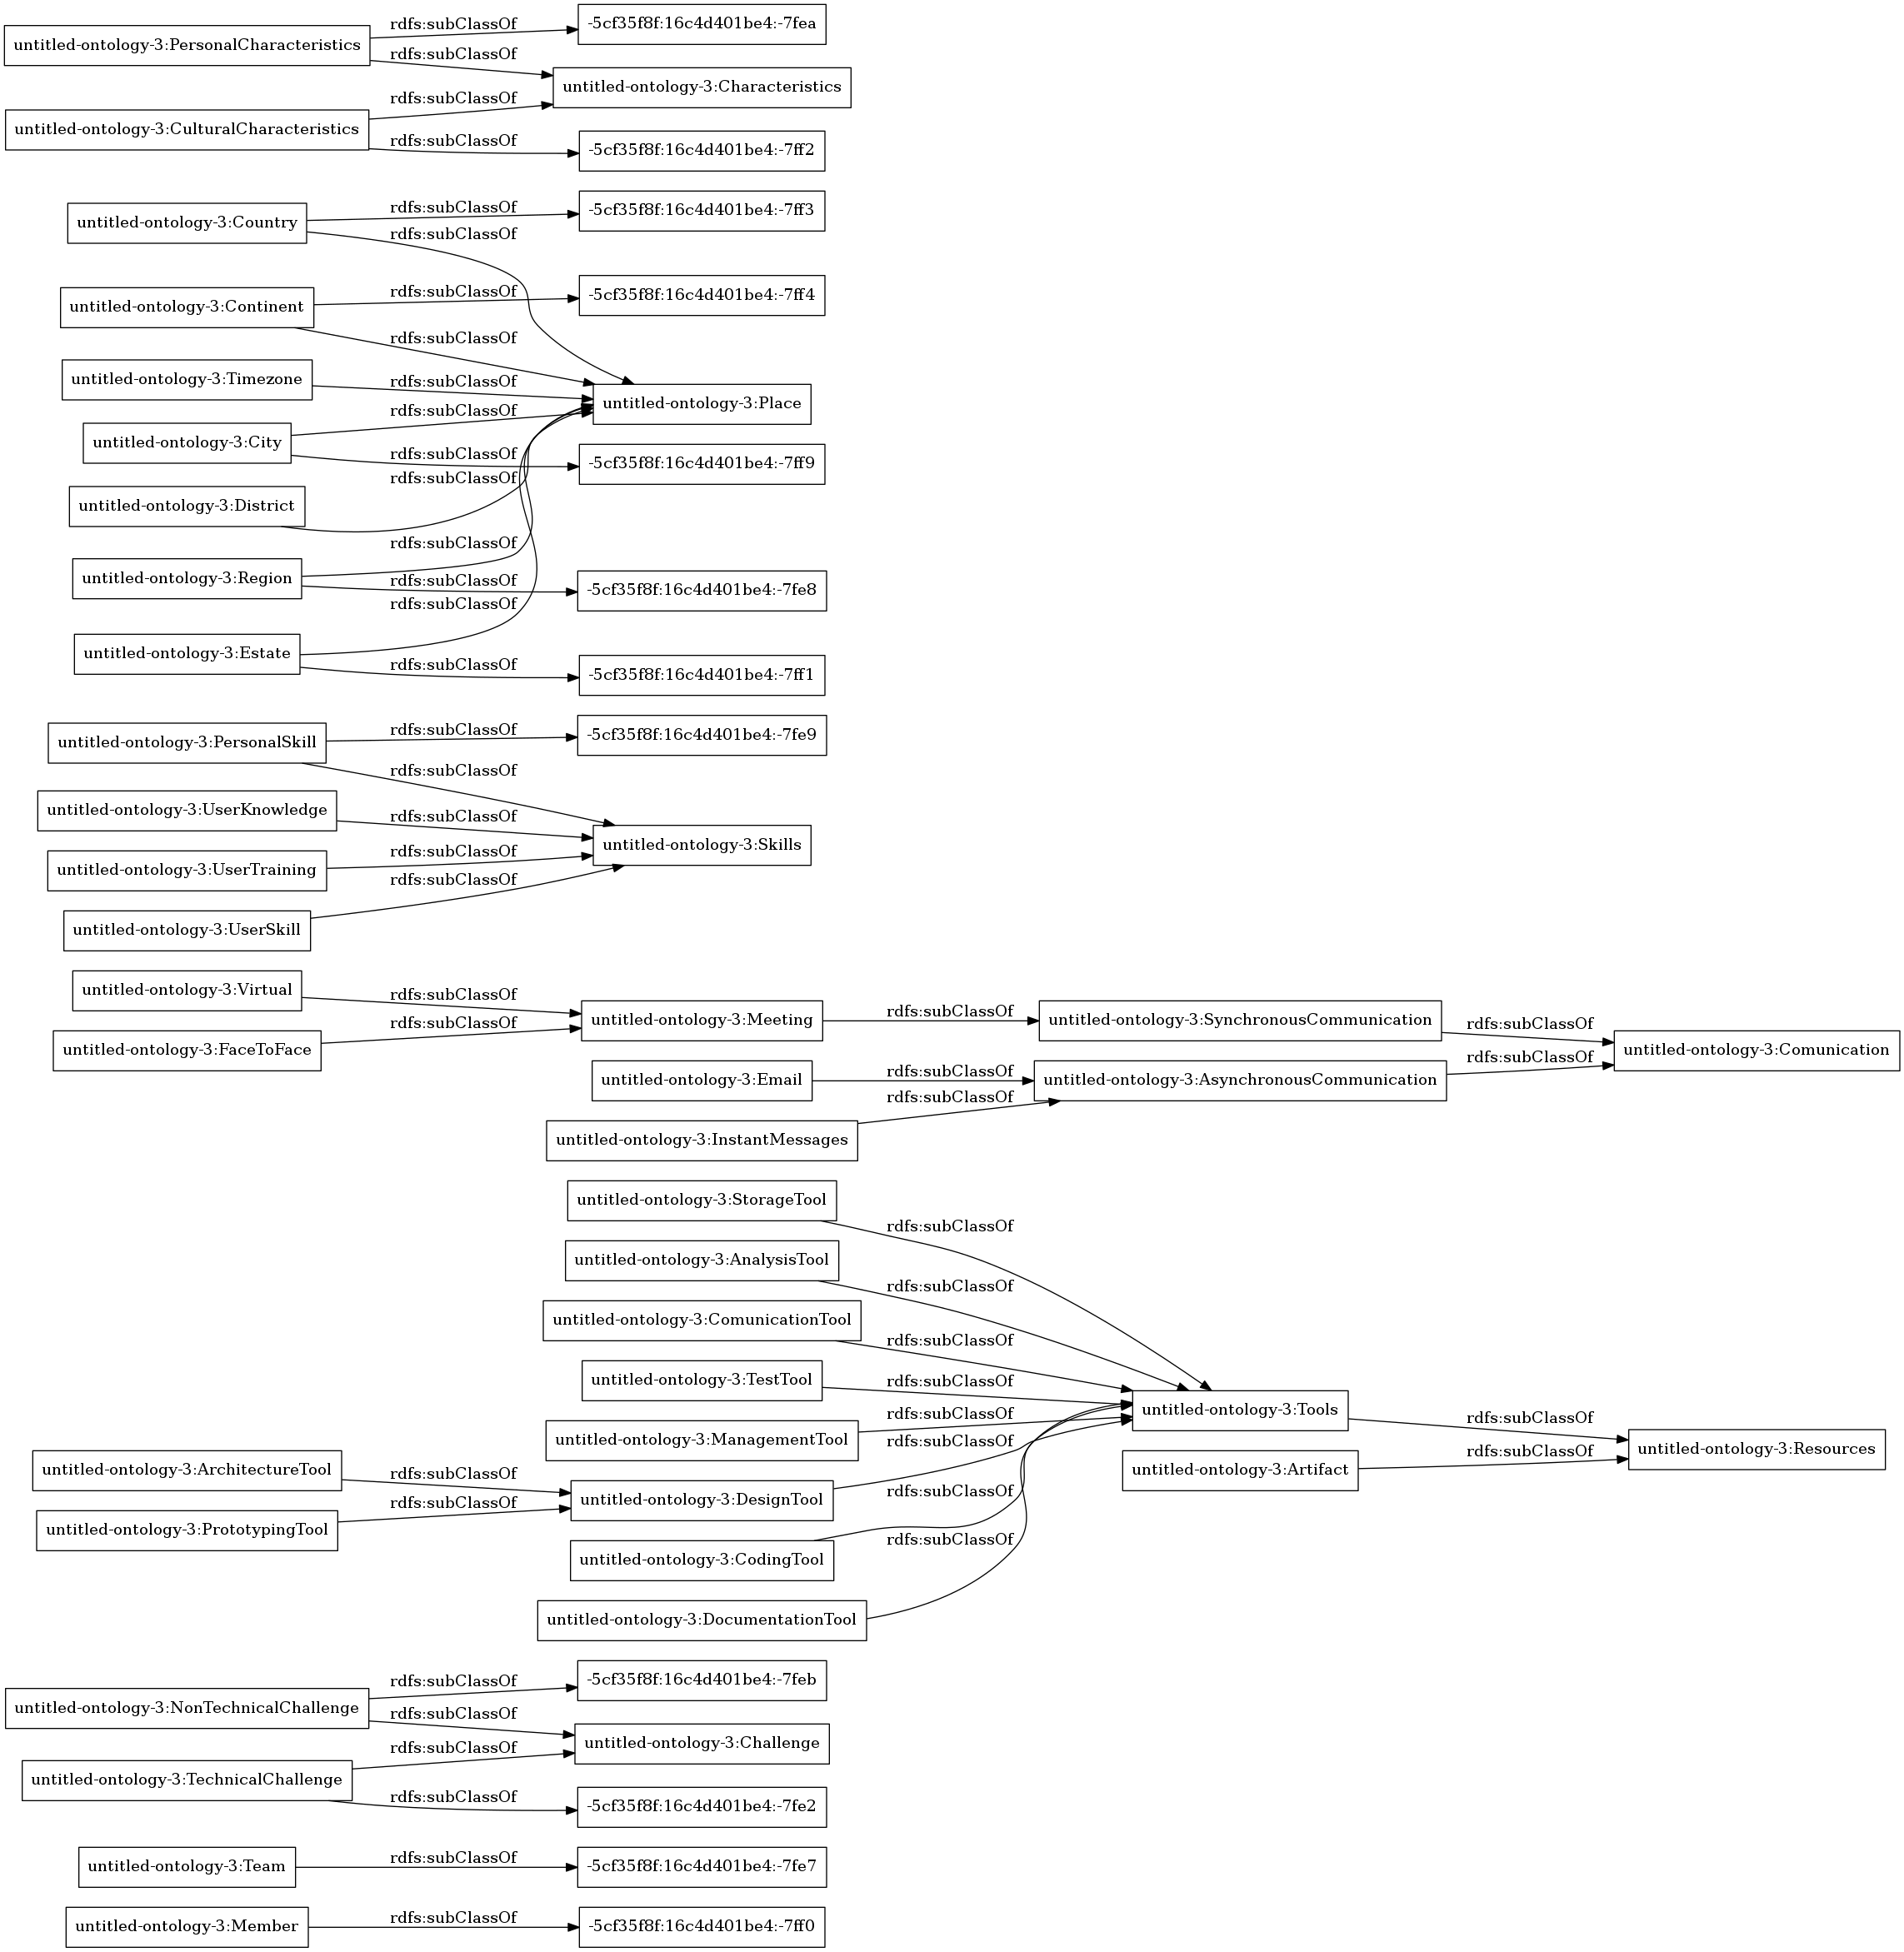 untitled-ontology-3:PersonalCharacteristics
rdfs:subClassOf
-5cf35f8f:16c4d401be4:-7fea
rdfs:subClassOf
untitled-ontology-3:Characteristics
untitled-ontology-3:CulturalCharacteristics
rdfs:subClassOf
rdfs:subClassOf
-5cf35f8f:16c4d401be4:-7ff2
untitled-ontology-3:Country
rdfs:subClassOf
-5cf35f8f:16c4d401be4:-7ff3
rdfs:subClassOf
untitled-ontology-3:Continent
rdfs:subClassOf
-5cf35f8f:16c4d401be4:-7ff4
rdfs:subClassOf
untitled-ontology-3:Timezone
rdfs:subClassOf
untitled-ontology-3:Place
untitled-ontology-3:City
rdfs:subClassOf
rdfs:subClassOf
-5cf35f8f:16c4d401be4:-7ff9
untitled-ontology-3:District
rdfs:subClassOf
untitled-ontology-3:Region
rdfs:subClassOf
rdfs:subClassOf
-5cf35f8f:16c4d401be4:-7fe8
untitled-ontology-3:Estate
rdfs:subClassOf
rdfs:subClassOf
-5cf35f8f:16c4d401be4:-7ff1
untitled-ontology-3:PersonalSkill
rdfs:subClassOf
-5cf35f8f:16c4d401be4:-7fe9
rdfs:subClassOf
untitled-ontology-3:UserKnowledge
rdfs:subClassOf
untitled-ontology-3:Skills
untitled-ontology-3:UserTraining
rdfs:subClassOf
untitled-ontology-3:UserSkill
rdfs:subClassOf
untitled-ontology-3:Virtual
rdfs:subClassOf
untitled-ontology-3:FaceToFace
rdfs:subClassOf
untitled-ontology-3:Meeting
rdfs:subClassOf
untitled-ontology-3:SynchronousCommunication
rdfs:subClassOf
untitled-ontology-3:Comunication
untitled-ontology-3:Email
rdfs:subClassOf
untitled-ontology-3:AsynchronousCommunication
rdfs:subClassOf
untitled-ontology-3:InstantMessages
rdfs:subClassOf
untitled-ontology-3:StorageTool
rdfs:subClassOf
untitled-ontology-3:AnalysisTool
rdfs:subClassOf
untitled-ontology-3:ComunicationTool
rdfs:subClassOf
untitled-ontology-3:TestTool
rdfs:subClassOf
untitled-ontology-3:Tools
rdfs:subClassOf
untitled-ontology-3:ManagementTool
rdfs:subClassOf
untitled-ontology-3:Artifact
rdfs:subClassOf
untitled-ontology-3:Resources
untitled-ontology-3:ArchitectureTool
rdfs:subClassOf
untitled-ontology-3:PrototypingTool
rdfs:subClassOf
untitled-ontology-3:DesignTool
rdfs:subClassOf
untitled-ontology-3:CodingTool
rdfs:subClassOf
untitled-ontology-3:DocumentationTool
rdfs:subClassOf
untitled-ontology-3:NonTechnicalChallenge
rdfs:subClassOf
-5cf35f8f:16c4d401be4:-7feb
rdfs:subClassOf
untitled-ontology-3:Challenge
untitled-ontology-3:TechnicalChallenge
rdfs:subClassOf
rdfs:subClassOf
-5cf35f8f:16c4d401be4:-7fe2
untitled-ontology-3:Team
rdfs:subClassOf
-5cf35f8f:16c4d401be4:-7fe7
untitled-ontology-3:Member
rdfs:subClassOf
-5cf35f8f:16c4d401be4:-7ff0